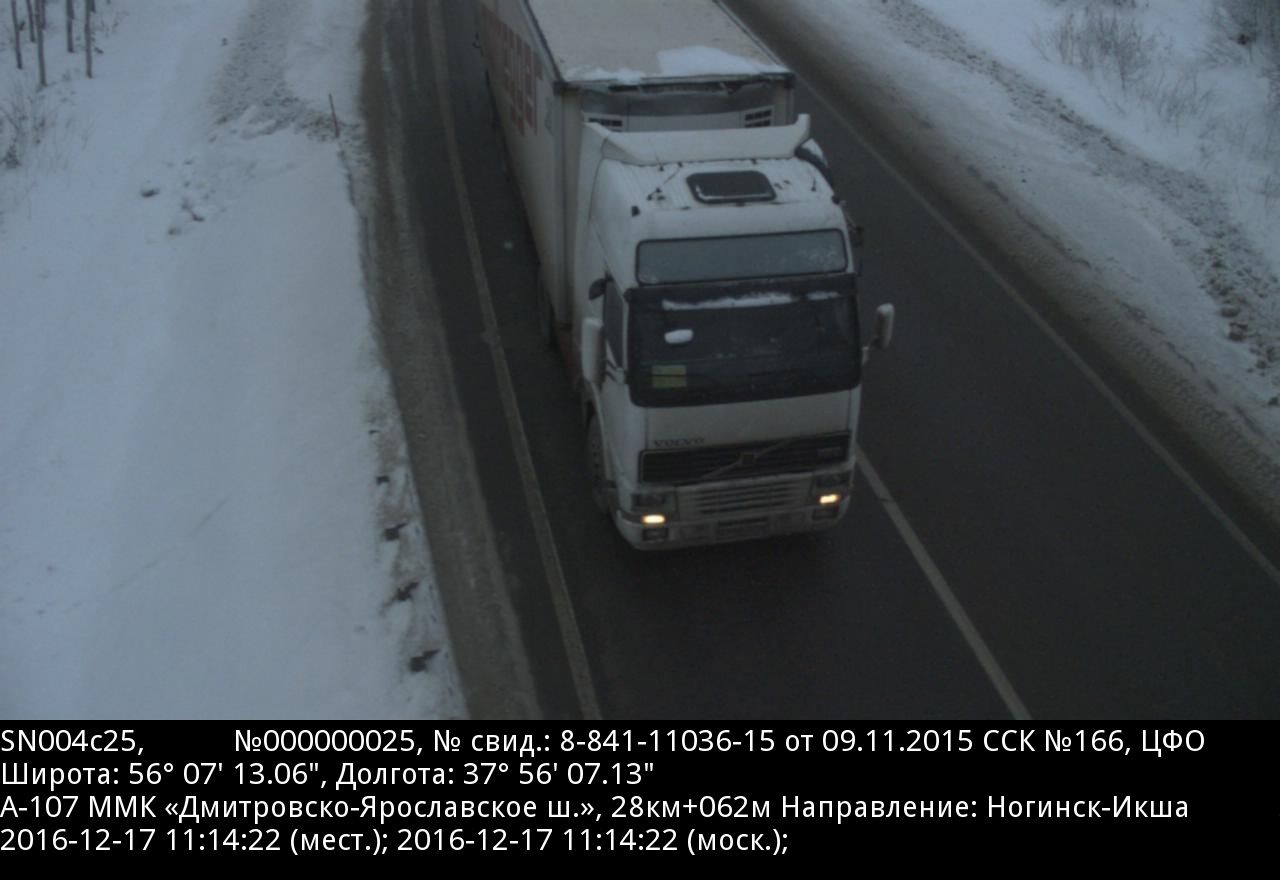 VOLVO
SN004c25, №000000025, № свид.: 8-841-11036-15 от 09.11.2015 ССК №166, ЦФО
Широта: 56° 07' 13.06", Долгота: 37° 56' 07.13"
А-107 ММК «Дмитровско-Ярославское ш.», 28км+062м Направление: Ногинск-Икша
2016-12-17 11:14:22 (мест.); 2016-12-17 11:14:22 (моск.);